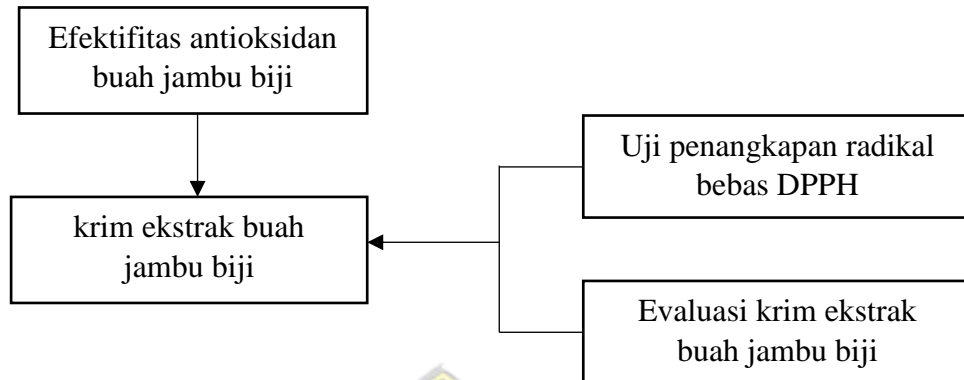 Efektifitas antioksidan
buah jambu biji
krim ekstrak buah
jambu biji
Uji penangkapan radikal
bebas DPPH
Evaluasi krim ekstrak
buah jambu biji